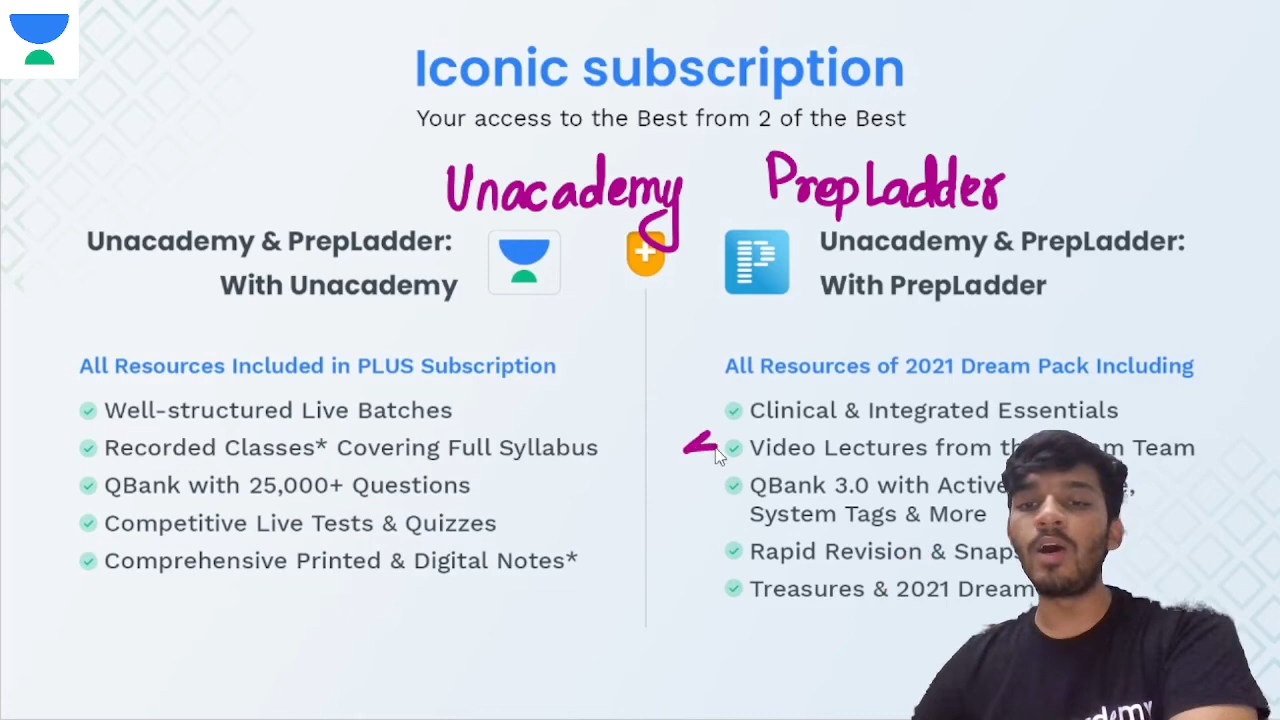 Iconic subscription
Your access to the Best from 2 of the Best
Unacademy PrepLadder
Unacademy & PrepLadder:
With Unacademy
All Resources Included in PLUS Subscription
Well-structured Live Batches
Recorded Classes* Covering Full Syllabus
QBank with 25,000+ Questions
Competitive Live Tests & Quizzes
Comprehensive Printed & Digital Notes*
P
Unacademy & PrepLadder:
With PrepLadder
All Resources of 2021 Dream Pack Including
Clinical & Integrated Essentials
Video Lectures from Team
QBank 3.0 with
System Tags & More
Rapid Revision &
Treasures & 2021 Dream